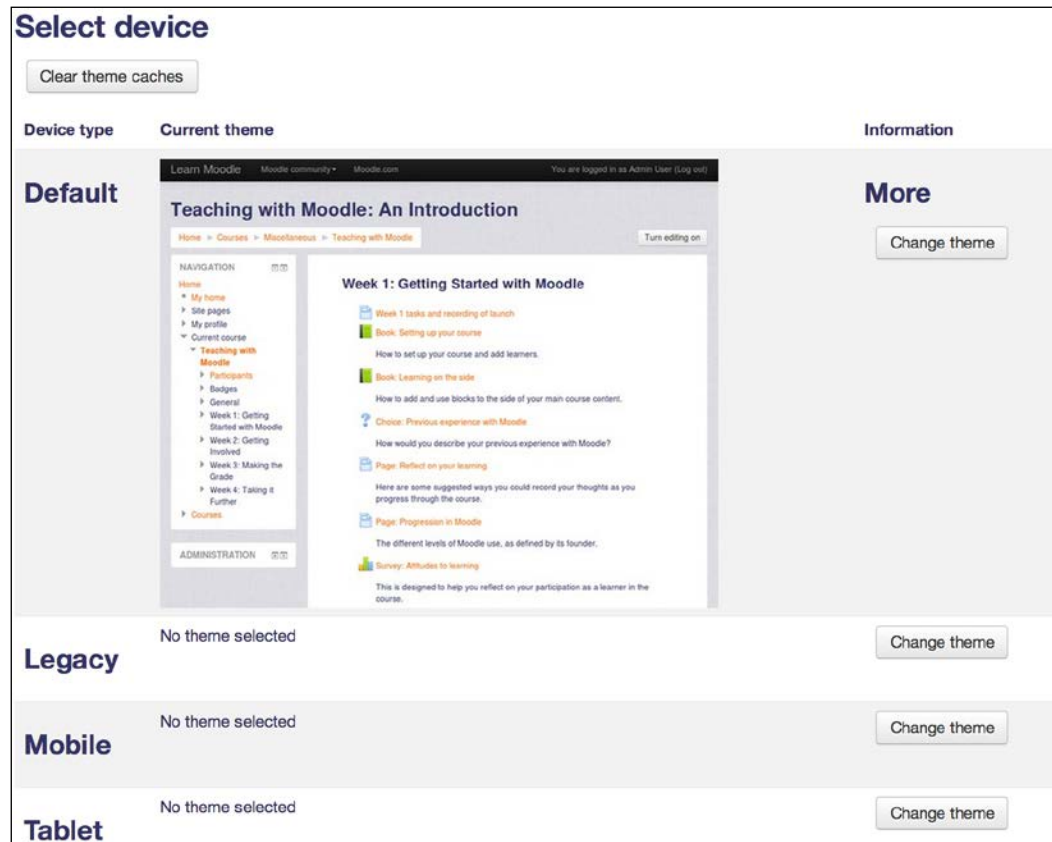 Select device
Clear theme caches
Device type Current theme Information
Default
Learn Moodle Moodle community Moodle.com You are logged in as Admin User (Log out)
Teaching with Moodle: An Introduction
Home Courses Miscellaneous Teaching with Moodle
Turn editing on
NAVIGATION
Home
My home
Site pages
My profile
Current course
Teaching with
Moodle
Participants
Badges
General
Week 1: Getting
Started with Moodle
Week 2: Getting
Involved
Week 3: Making the
Grade
Week 4: Taking it
Further
Courses
ADMINISTRATION
Week 1: Getting Started with Moodle
Week 1 tasks and recording of launch
Book: Setting up your course
How to set up your course and add learners.
Book: Learning on the side
How to add and use blocks to the side of your main course content.
Choice: Previous experience with Moodle
How would you describe your previous experience with Moodle?
Page: Reflect on your learning
Here are some suggested ways you could record your thoughts as you
progress through the course.
Page: Progression in Moodle
The different levels of Moodle use, as defined by its founder.
Survey: Attitudes to learning
This is designed to help you reflect on your participation as a learner in the
course.
More
Change theme
Legacy
No theme selected
Change theme
Mobile
No theme selected
Change theme
Tablet
No theme selected
Change theme